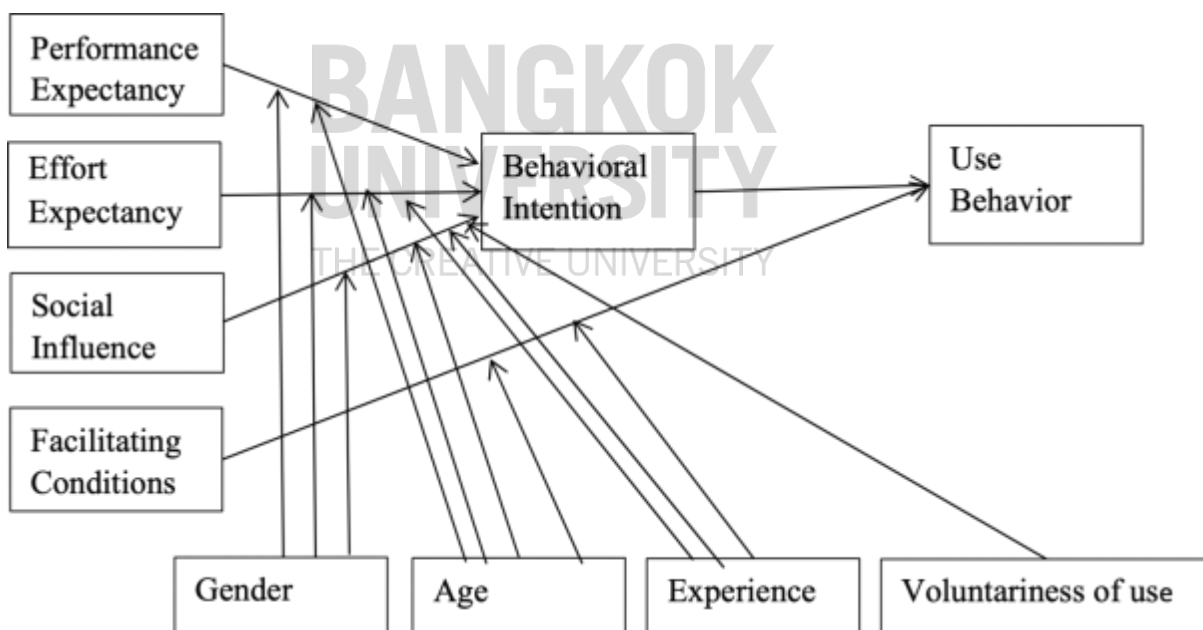 Performance
Expectancy
BANGKOK
UNIVERSITY
THE CREATIVE UNIVERSITY
Effort
Expectancy
Behavioral
Intention
Use
Behavior
Social
Influence
Facilitating
Conditions
Gender
Age
Experience
Voluntariness of use